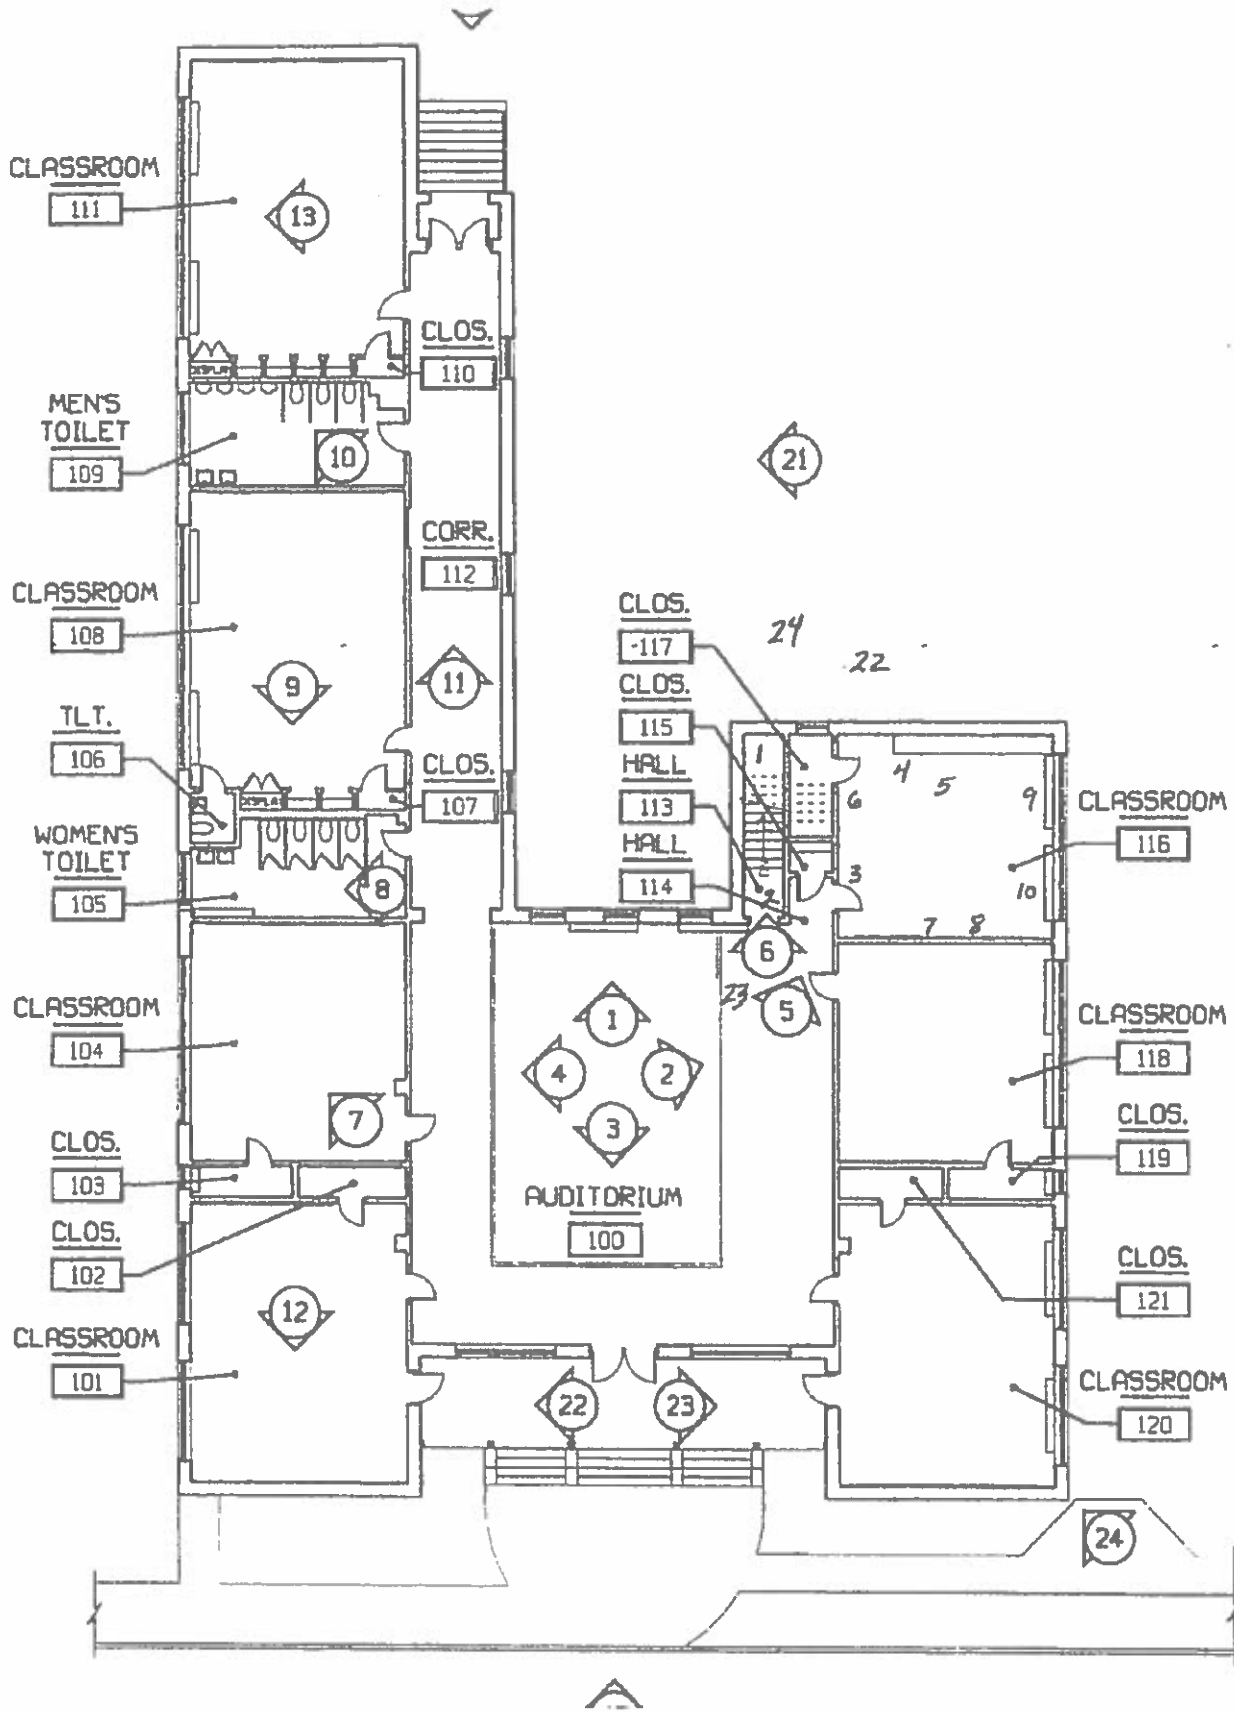 CLASSROOM
111
13
CLOS.
110
MEN'S
TOILET
109
10
21
CORR.
112
CLASSROOM
108
9
11
CLOS.
117
24
22
CLOS.
115
TLT.
106
CLOS.
107
HALL
113
HALL
114
1
2
3
4
5
6
7
8
9
10
CLASSROOM
116
WOMEN'S
TOILET
105
8
6
23
5
CLASSROOM
104
1
4
2
3
7
CLASSROOM
118
CLOS.
103
CLOS.
119
AUDITORIUM
100
CLOS.
102
CLOS.
121
12
CLASSROOM
101
22
23
CLASSROOM
120
24